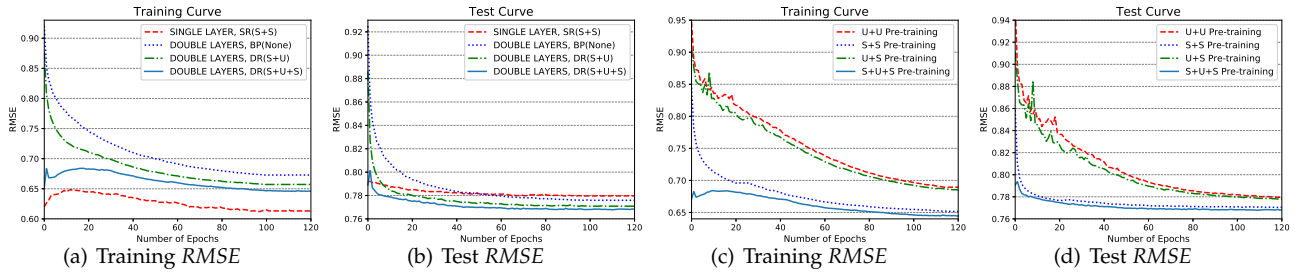 Training Curve
RMSE
0.90
0.85
0.80
0.75
0.70
0.65
0.60
0
20
40
60
80
100
120
Number of Epochs
SINGLE LAYER, SR(S+S)
DOUBLE LAYERS, BP(None)
DOUBLE LAYERS, DR(S+U)
DOUBLE LAYERS, DR(S+U+S)
(a) Training RMSE
Test Curve
RMSE
0.92
0.90
0.88
0.86
0.84
0.82
0.80
0.78
0.76
0
20
40
60
80
100
120
Number of Epochs
SINGLE LAYER, SR(S+S)
DOUBLE LAYERS, BP(None)
DOUBLE LAYERS, DR(S+U)
DOUBLE LAYERS, DR(S+U+S)
(b) Test RMSE
Training Curve
RMSE
0.95
0.90
0.85
0.80
0.75
0.70
0.65
0
20
40
60
80
100
120
Number of Epochs
U+U Pre-training
S+S Pre-training
U+S Pre-training
S+U+S Pre-training
(c) Training RMSE
Test Curve
RMSE
0.94
0.92
0.90
0.88
0.86
0.84
0.82
0.80
0.78
0.76
0
20
40
60
80
100
120
Number of Epochs
U+U Pre-training
S+S Pre-training
U+S Pre-training
S+U+S Pre-training
(d) Test RMSE